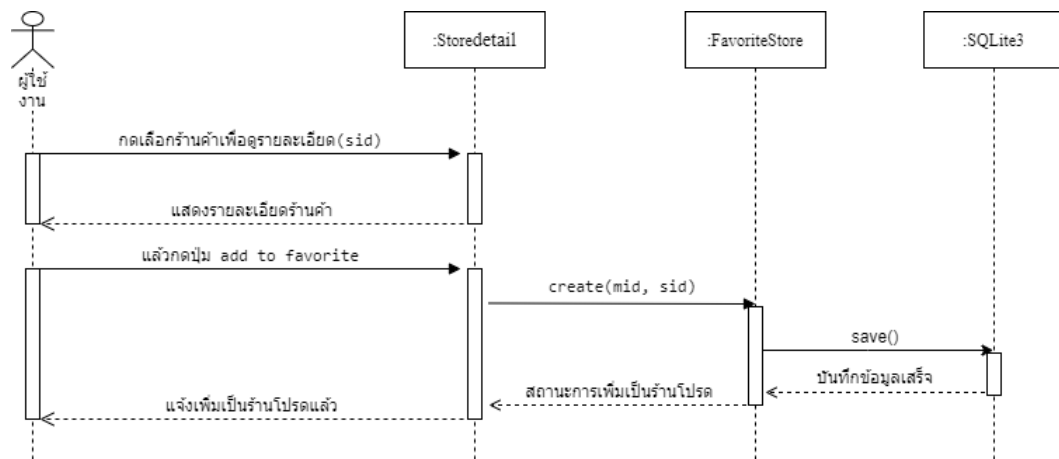 :Storedetail
:FavoriteStore
:SQLite3
ผู้ใช้
งาน
กดเลือกร้านค้าเพื่อดูรายละเอียด(sid)
แสดงรายละเอียดร้านค้า
แล้วกดปุ่ม add to favorite
create(mid, sid)
save()
บันทึกข้อมูลเสร็จ
สถานะการเพิ่มเป็นร้านโปรด
แจ้งเพิ่มเป็นร้านโปรดแล้ว